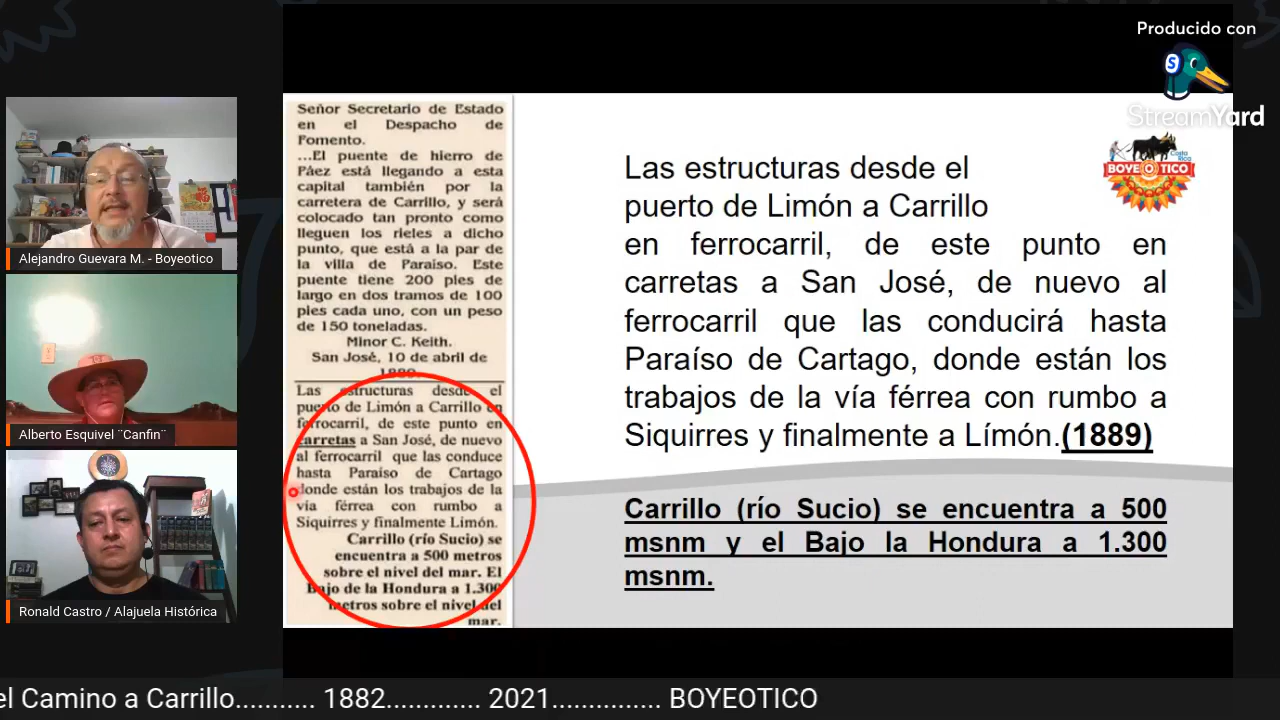 Producido con
StreamYard
Alejandro Guevara M. - Boyeotico
Alberto Esquivel ¨Canfin¨
Ronald Castro / Alajuela Histórica
Señor Secretario de Estado
en el Despacho de
Fomento.
...El puente de hierro de
Páez está llegando a esta
capital también por la
carretera de Carrillo, y será
colocado tan pronto como
lleguen los rieles a dicho
punto, que está a la par de
la villa de Paraíso. Este
puente tiene 200 pies de
largo en dos tramos de 100
pies cada uno, con un peso
de 150 toneladas.
Minor C. Keith.
San José, 10 de abril de
Las estructuras desde el
puerto de Limón a Carrillo en
ferrocarril, de este punto en
carretas a San José, de nuevo
al ferrocarril que las conduce
hasta Paraíso de Cartago
donde están los trabajos de la
vía férrea con rumbo a
Siquirres y finalmente Limón.
Carrillo (río Sucio) se
encuentra a 500 metros
sobre el nivel del mar. El
Bajo de la Hondura a 1.300
metros sobre el nivel del
mar.
Las estructuras desde el
puerto de Limón a Carrillo
en ferrocarril, de este punto en
carretas a San José, de nuevo al
ferrocarril que las conducirá hasta
Paraíso de Cartago, donde están los
trabajos de la vía férrea con rumbo a
Siquirres y finalmente a Límón.(1889)
Carrillo (río Sucio) se encuentra a 500
msnm y el Bajo la Hondura a 1.300
msnm.
Costa
Rica
BOYEOTICO
el Camino a Carrillo........... 1882............. 2021............... BOYEOTICO